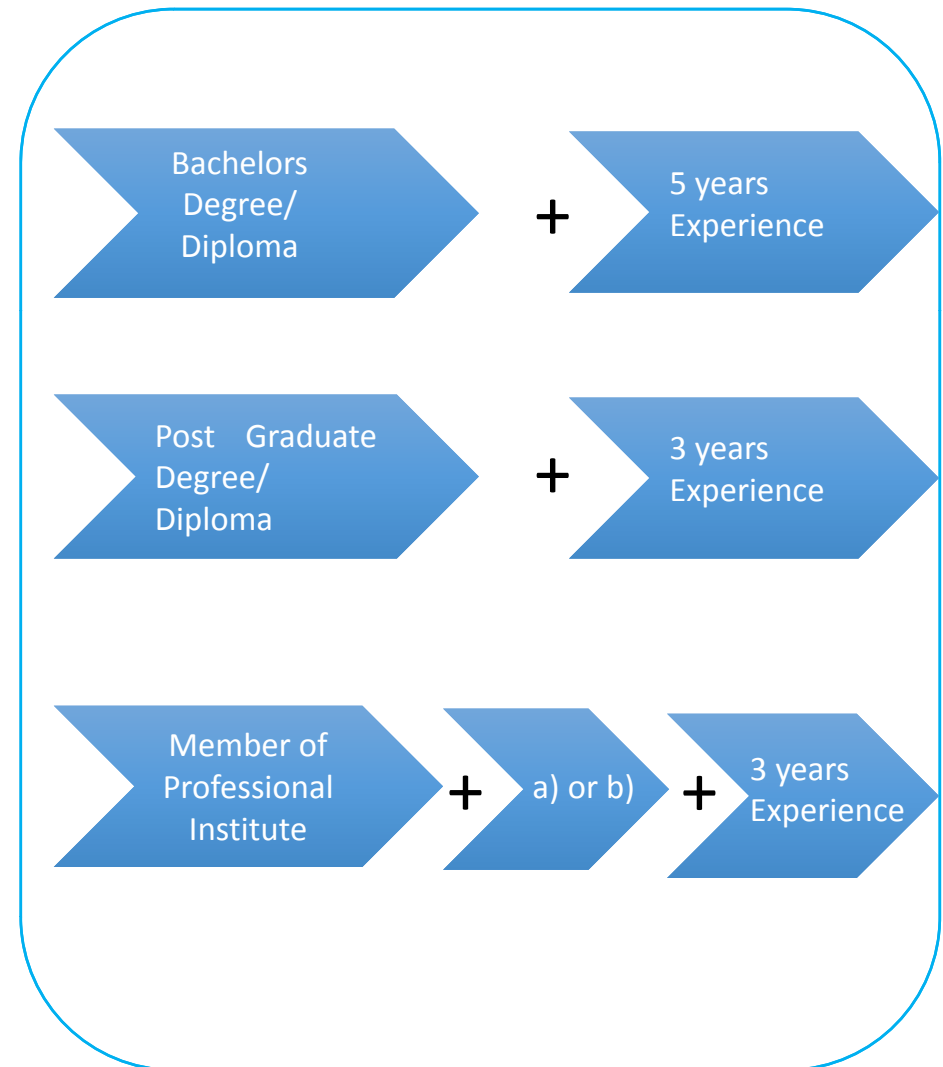 Bachelors
Degree/
Diploma
+
5 years
Experience
Post Graduate
Degree/
Diploma
+
3 years
Experience
Member of
Professional
Institute
+
a) or b)
+
3 years
Experience